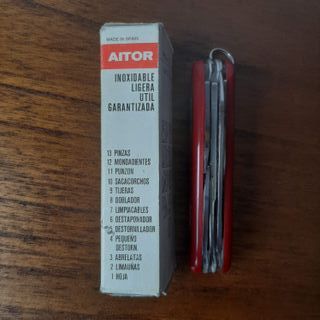 MADE IN SPAIN
AITOR
INOXIDABLE
LIGERA
UTIL
GARANTIZADA
13 PINZAS
12 MONDADIENTES
11 PUNZON
10 SACACORCHOS
9 TIJERAS
8 DOBLADOR
7 LIMPIACABLES
6 DESTAPONADOR
5 DESTORNILLADOR
4 PEQUEÑO
DESTORN.
3 ABRELATAS
2 LIMAUÑAS
1 HOJA